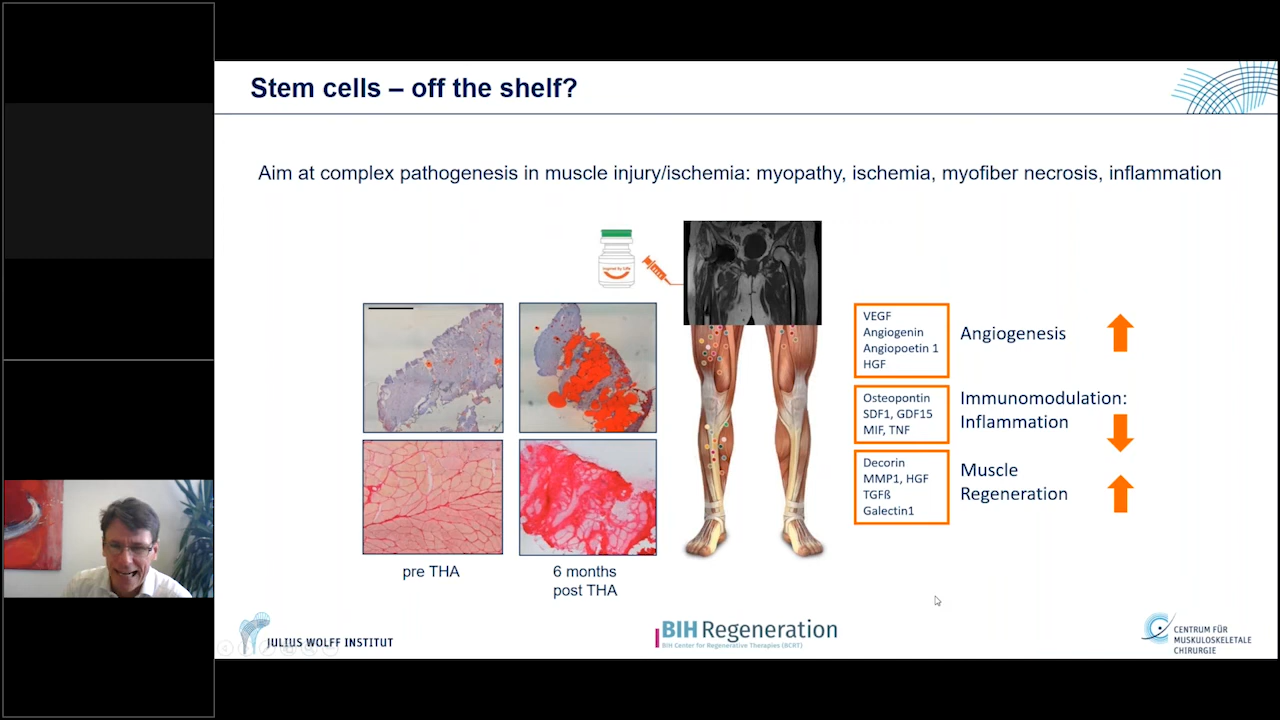 Stem cells – off the shelf?
Aim at complex pathogenesis in muscle injury/ischemia: myopathy, ischemia, myofiber necrosis, inflammation
VEGF
Angiogenin
Angiopoetin 1
HGF
Angiogenesis
Osteopontin
SDF1, GDF15
MIF, TNF
Immunomodulation:
Inflammation
Decorin
MMP1, HGF
TGFß
Galectin1
Muscle
Regeneration
pre THA
6 months
post THA
JULIUS WOLFF INSTITUT
BIH Regeneration
BIH Center for Regenerative Therapies (BCRT)
CENTRUM FÜR
MUSKULOSKELETALE
CHIRURGIE